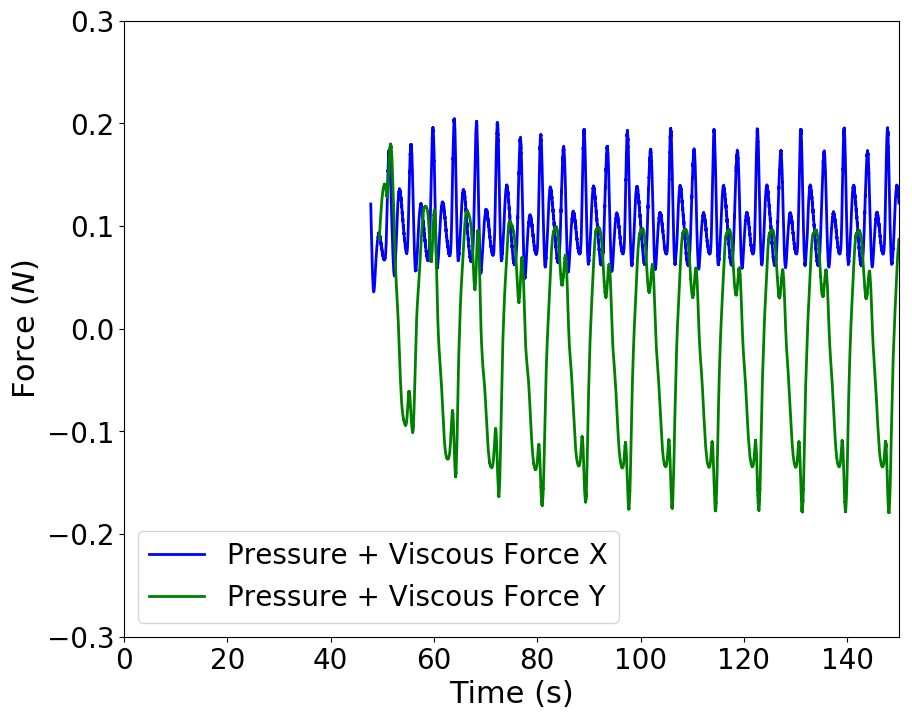 0.3
0.2
0.1
0.0
−0.1
−0.2
−0.3
Force (N)
Pressure + Viscous Force X
Pressure + Viscous Force Y
0 20 40 60 80 100 120 140
Time (s)